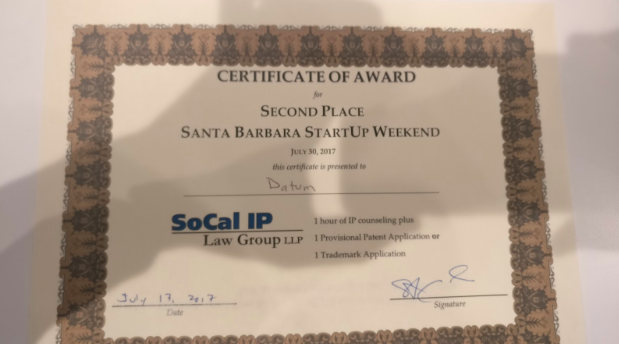 CERTIFICATE OF AWARD
for
SECOND PLACE
SANTA BARBARA STARTUP WEEKEND
JULY 30, 2017
this certificate is presented to
Datum
SoCal IP
Law Group LLP
1 hour of IP counseling plus
1 Provisional Patent Application or
1 Trademark Application
July 17, 2017
Date
Signature